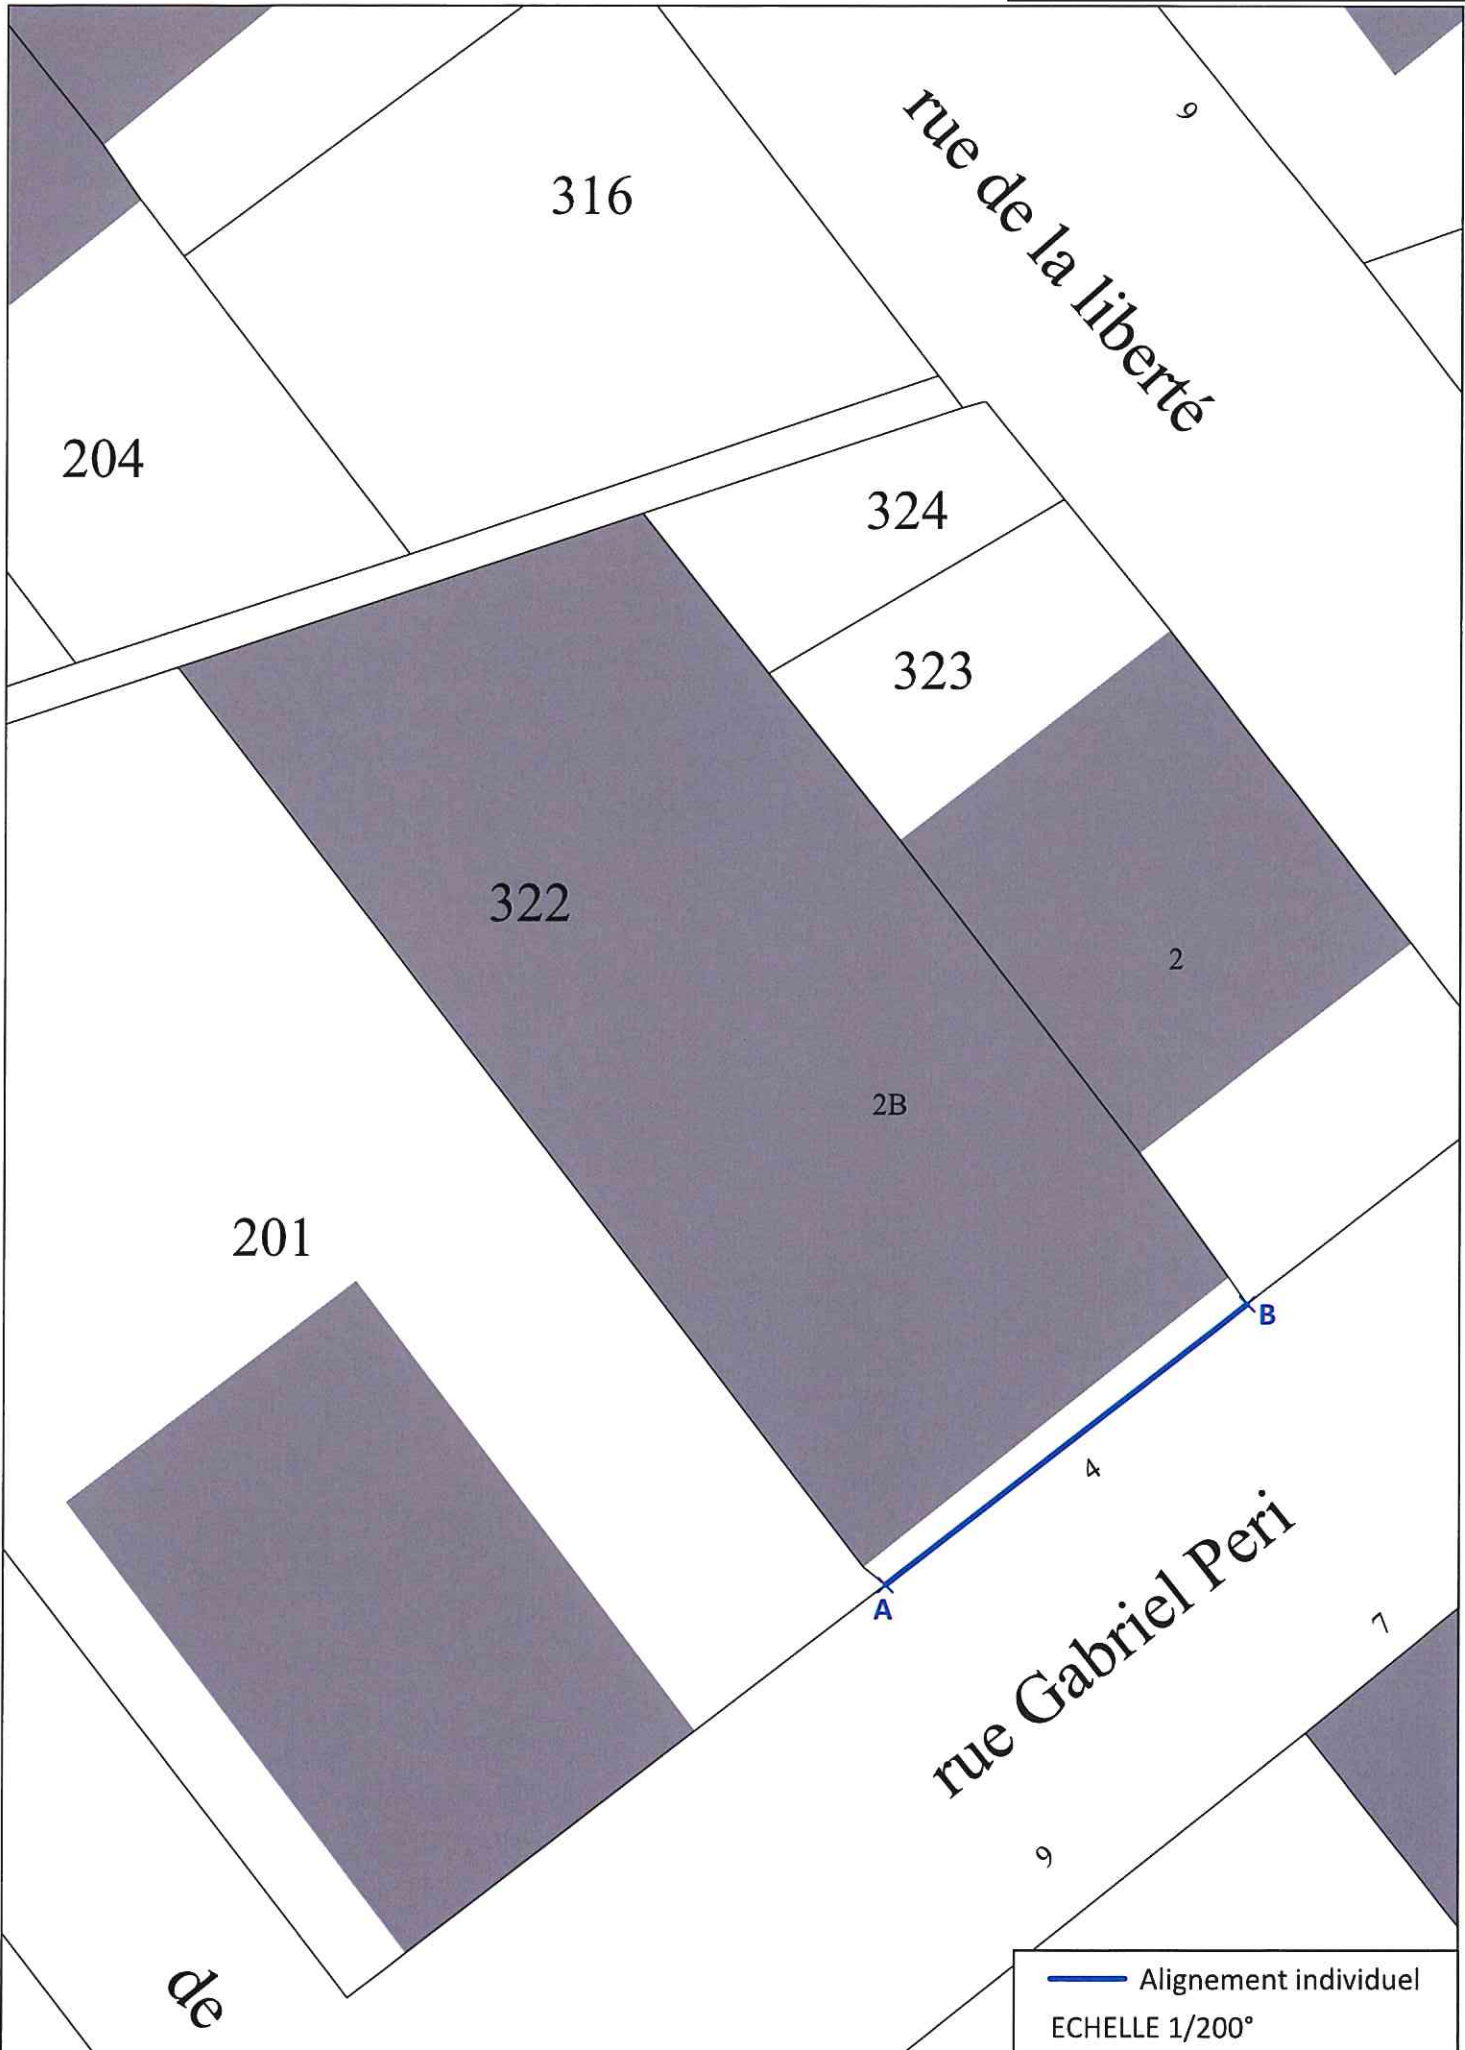 9
rue de la liberté
316
204
324
323
322
2
2B
201
B
4
A
rue Gabriel Peri
7
9
de
Alignement individuel
ECHELLE 1/200°